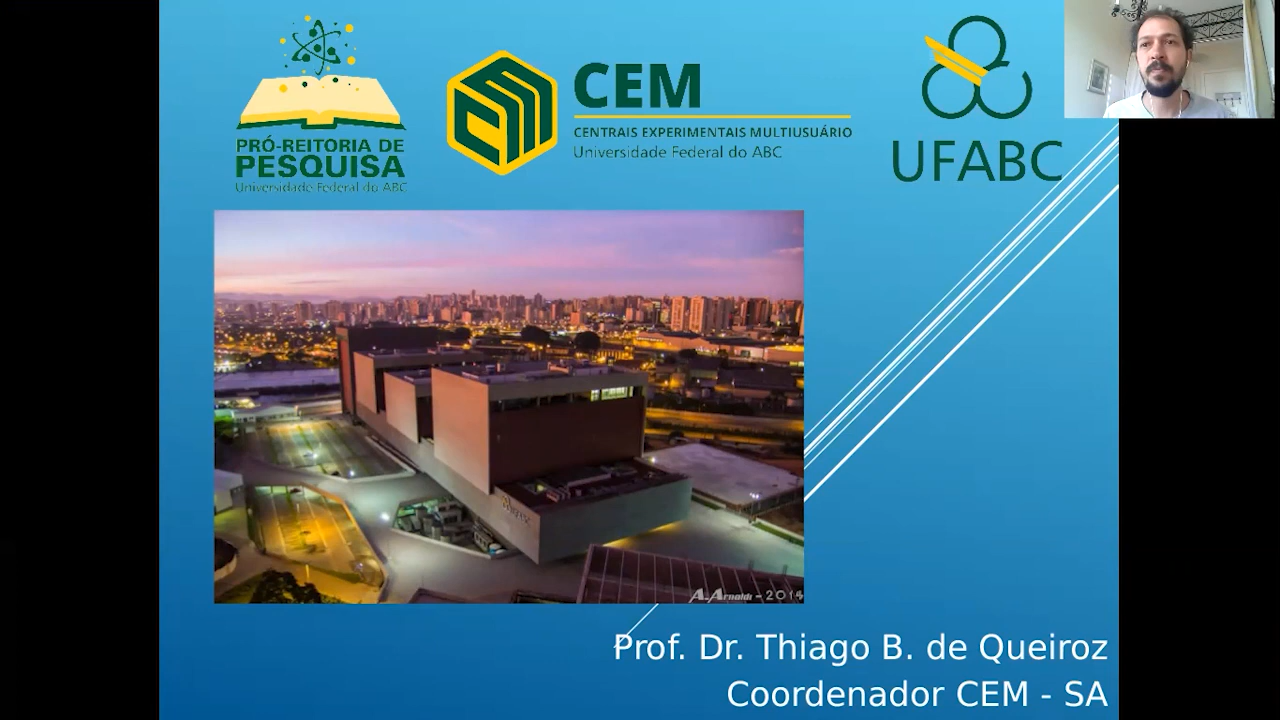 PRÓ-REITORIA DE
PESQUISA
Universidade Federal do ABC
CEM
CENTRAIS EXPERIMENTAIS MULTIUSUÁRIO
Universidade Federal do ABC
UFABC
A.Arnoldi - 2014
Prof. Dr. Thiago B. de Queiroz
Coordenador CEM - SA